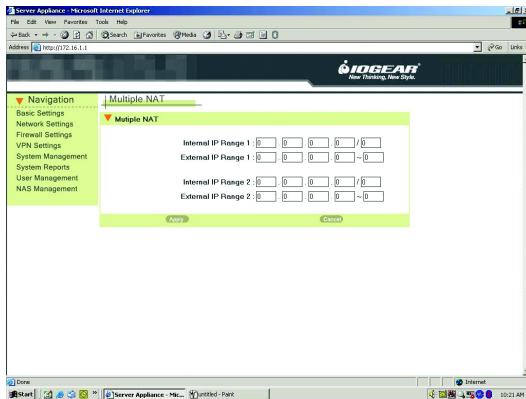 Server Appliance - Microsoft Internet Explorer
File Edit View Favorites Tools Help
Back Search Favorites Media
Address http://172.16.1.1 Go Links
IOGEAR
New Thinking, New Style.
Navigation
Basic Settings
Network Settings
Firewall Settings
VPN Settings
System Management
System Reports
User Management
NAS Management
Multiple NAT
Mutiple NAT
Internal IP Range 1 : 0 . 0 . 0 . 0 / 0
External IP Range 1 : 0 . 0 . 0 . 0 ~ 0
Internal IP Range 2 : 0 . 0 . 0 . 0 / 0
External IP Range 2 : 0 . 0 . 0 . 0 ~ 0
Apply Cancel
Done Internet
Start Server Appliance - Mic... untitled - Paint 10:21 AM